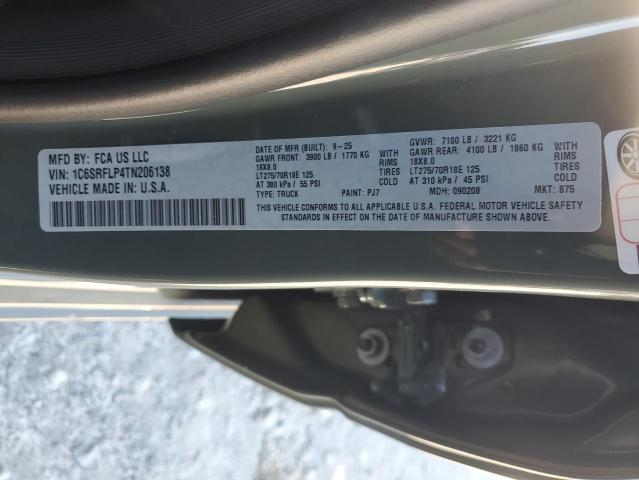 MFD BY: FCA US LLC
VIN: 1C6SRFLP4TN206138
VEHICLE MADE IN U.S.A.
DATE OF MFR (BUILT): 9-25
GAWR FRONT: 3900 LB / 1770 KG
WITH
18X8.0
RIMS
LT275/70R18E 125
TIRES
AT 380 kPa / 55 PSI
COLD
TYPE: TRUCK
PAINT: PJ7
GVWR: 7100 LB / 3221 KG
GAWR REAR: 4100 LB / 1860 KG
WITH
18X8.0
RIMS
LT275/70R18E 125
TIRES
AT 310 kPa / 45 PSI
COLD
MDH: 090208
MKT: 875
THIS VEHICLE CONFORMS TO ALL APPLICABLE U.S.A. FEDERAL MOTOR VEHICLE SAFETY
STANDARDS IN EFFECT ON THE DATE OF MANUFACTURE SHOWN ABOVE.